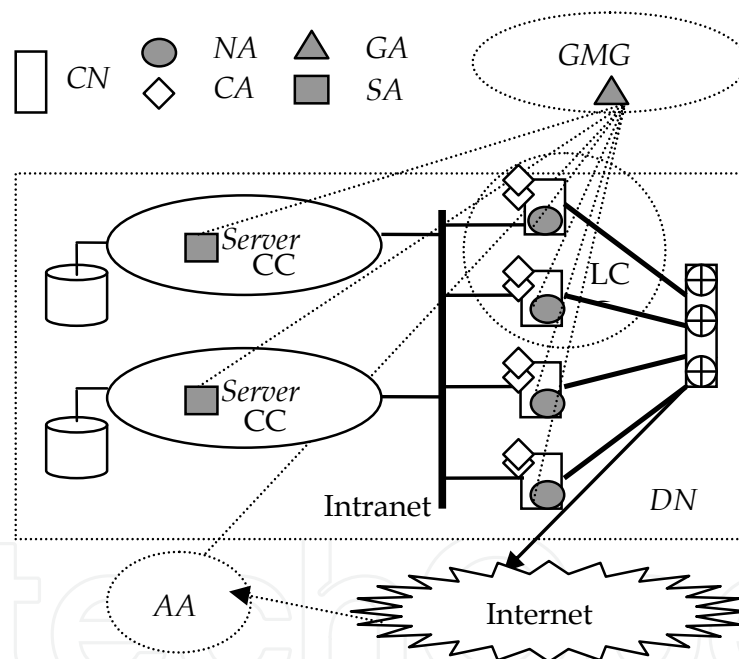 CN
NA
GA
CA
SA
GMG
Server
CC
LC
Server
CC
Intranet
DN
AA
Internet